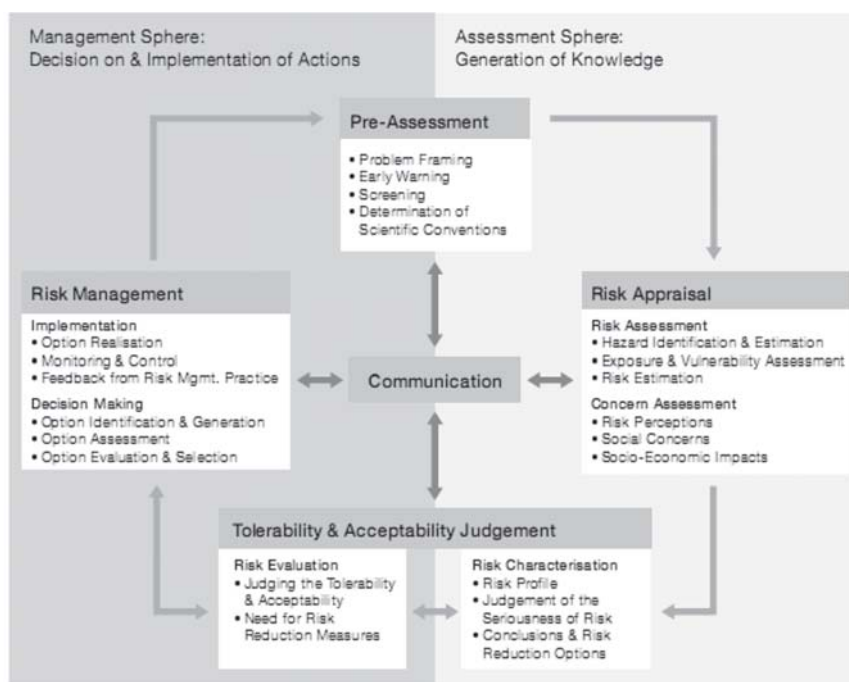 Management Sphere:
Decision on & Implementation of Actions
Assessment Sphere:
Generation of Knowledge
Pre-Assessment
• Problem Framing
• Early Warning
• Screening
• Determination of
Scientific Conventions
Risk Management
Implementation
• Option Realisation
• Monitoring & Control
• Feedback from Risk Mgmt. Practice
Decision Making
• Option Identification & Generation
• Option Assessment
• Option Evaluation & Selection
Communication
Risk Appraisal
Risk Assessment
• Hazard Identification & Estimation
• Exposure & Vulnerability Assessment
• Risk Estimation
Concern Assessment
• Risk Perceptions
• Social Concerns
• Socio-Economic Impacts
Tolerability & Acceptability Judgement
Risk Evaluation
• Judging the Tolerability
& Acceptability
• Need for Risk
Reduction Measures
Risk Characterisation
• Risk Profile
• Judgement of the
Seriousness of Risk
• Conclusions & Risk
Reduction Options